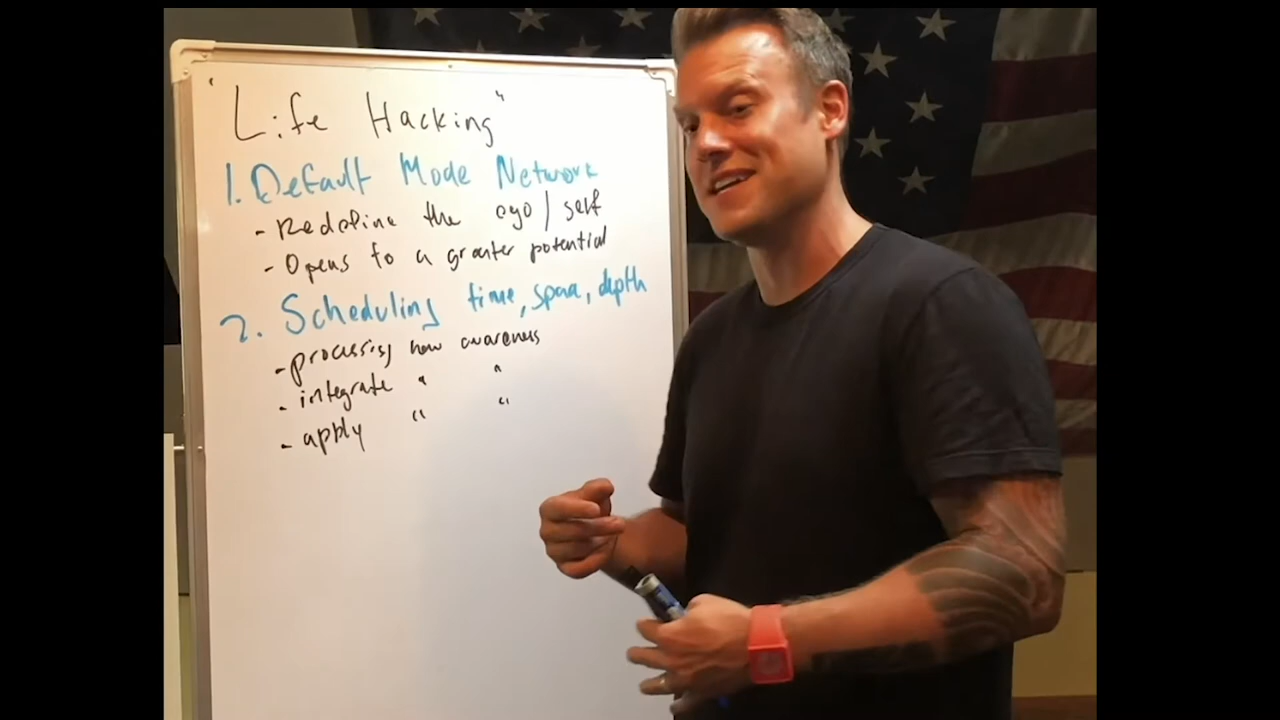 "Life Hacking"
1. Default Mode Network
- Redefine the ego / self
- Opens to a greater potential
2. Scheduling time, space, depth
- processing new awareness
- integrate " "
- apply " "